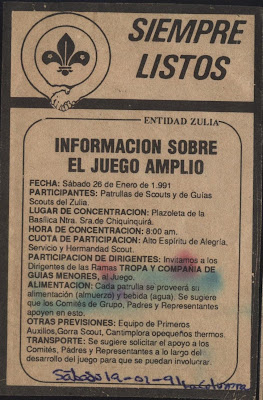 SIEMPRE
LISTOS
ENTIDAD ZULIA
INFORMACION SOBRE
EL JUEGO AMPLIO
FECHA: Sábado 26 de Enero de 1.991
PARTICIPANTES: Patrullas de Scouts y de Guías
Scouts del Zulia.
LUGAR DE CONCENTRACION: Plazoleta de la
Basílica Ntra. Sra.de Chiquinquirá.
HORA DE CONCENTRACION: 8:00 am.
CUOTA DE PARTICIPACION: Alto Espíritu de Alegría,
Servicio y Hermandad Scout.
PARTICIPACION DE DIRIGENTES: Invitamos a los
Dirigentes de las Ramas TROPA Y COMPAÑIA DE
GUIAS MENORES, al Juego.
ALIMENTACION: Cada patrulla se proveerá su
alimentación (almuerzo) y bebida (agua). Se sugiere
que los Comités de Grupo, Padres y Representantes
apoyen en esto.
OTRAS PREVISIONES: Equipo de Primeros
Auxilios,Gorra Scout, Cantimplora opequeños thermos.
TRANSPORTE: Se sugiere solicitar el apoyo a los
Comités, Padres y Representantes a lo largo del
desarrollo del juego para que se puedan involucrar.
Sábado 19-01-91